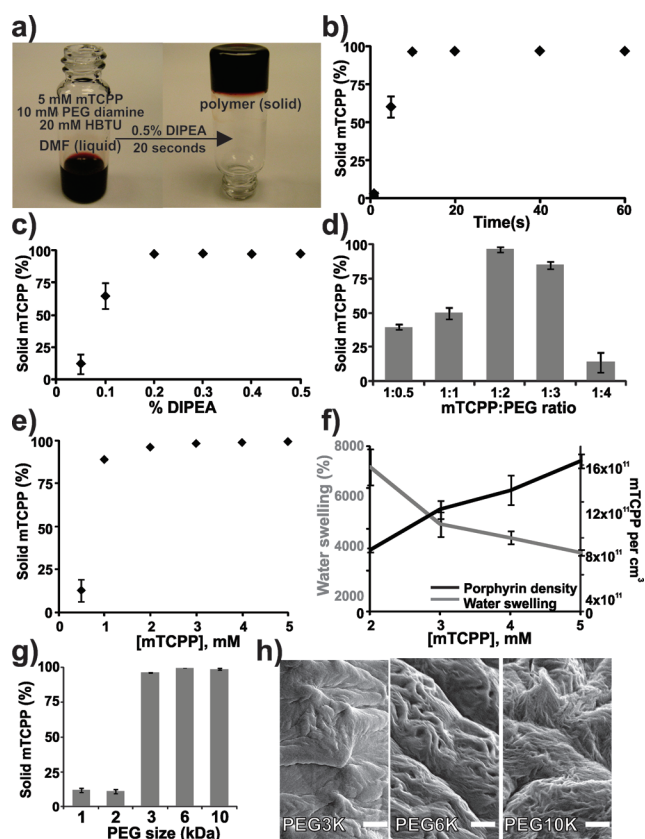 a)
5 mM mTCPP
10 mM PEG diamine
20 mM HBTU
DMF (liquid)
0.5% DIPEA
20 seconds
polymer (solid)
b)
Solid mTCPP (%)
100
75
50
25
0
0 20 40 60
Time(s)
c)
Solid mTCPP (%)
100
75
50
25
0
0 0.1 0.2 0.3 0.4 0.5
% DIPEA
d)
Solid mTCPP (%)
100
75
50
25
0
1:0.5 1:1 1:2 1:3 1:4
mTCPP:PEG ratio
e)
Solid mTCPP (%)
100
75
50
25
0
0 1 2 3 4 5
[mTCPP], mM
f)
Water swelling (%)
8000
6000
4000
2000
mTCPP per cm3
16x1011
12x1011
8x1011
4x1011
0
Porphyrin density
Water swelling
2 3 4 5
[mTCPP], mM
g)
Solid mTCPP (%)
100
75
50
25
0
1 2 3 6 10
PEG size (kDa)
h)
PEG3K
PEG6K
PEG10K